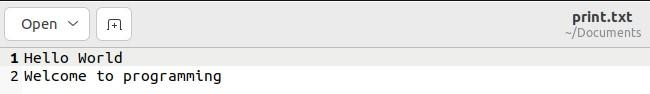 Open
print.txt
~/Documents
1 Hello World
2 Welcome to programming